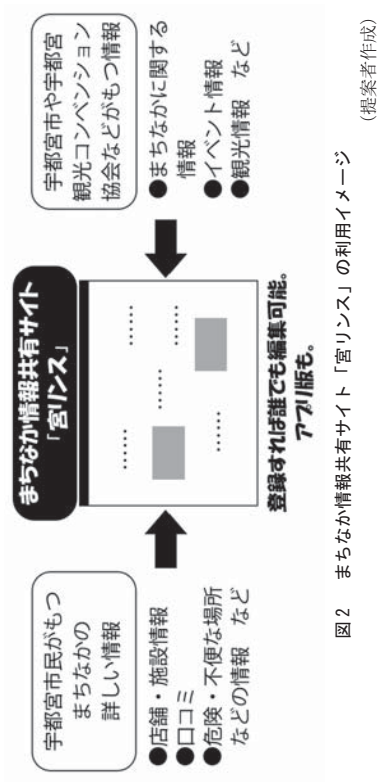 まちなか情報共有サイト
「宮リンス」
宇都宮市民がもつ
まちなかの
詳しい情報
●店舗・施設情報
●口コミ
●危険・不便な場所
などの情報　など
……
……
……
……
……
登録すれば誰でも編集可能。
アプリ版も。
宇都宮市や宇都宮
観光コンベンション
協会などがもつ情報
●まちなかに関する
情報
●イベント情報
●観光情報　など
図2　まちなか情報共有サイト「宮リンス」の利用イメージ
(提案者作成)